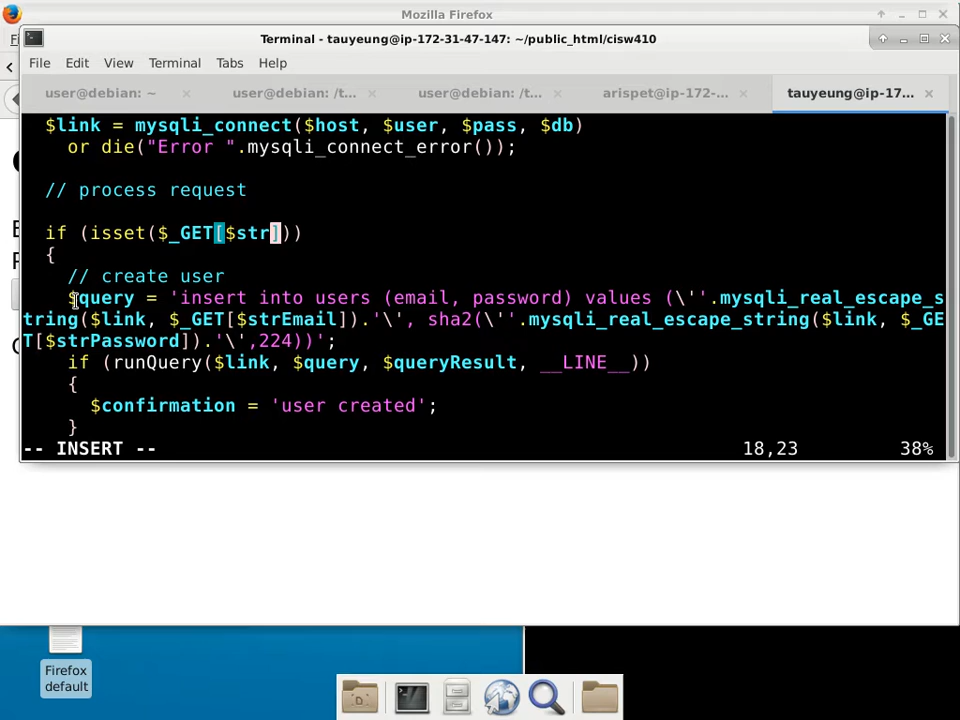 Mozilla Firefox
Terminal - tauyeung@ip-172-31-47-147: ~/public_html/cisw410
File Edit View Terminal Tabs Help
user@debian: ~ user@debian: /t... user@debian: /t... arispet@ip-172-... tauyeung@ip-17...
$link = mysqli_connect($host, $user, $pass, $db)
or die("Error ".mysqli_connect_error());
// process request
if (isset($_GET[$str]))
{
// create user
$query = 'insert into users (email, password) values (\''.mysqli_real_escape_s
tring($link, $_GET[$strEmail]).'\', sha2(\''.mysqli_real_escape_string($link, $_GE
T[$strPassword]).'\',224))';
if (runQuery($link, $query, $queryResult, __LINE__))
{
$confirmation = 'user created';
}
-- INSERT -- 18,23 38%
Firefox
default